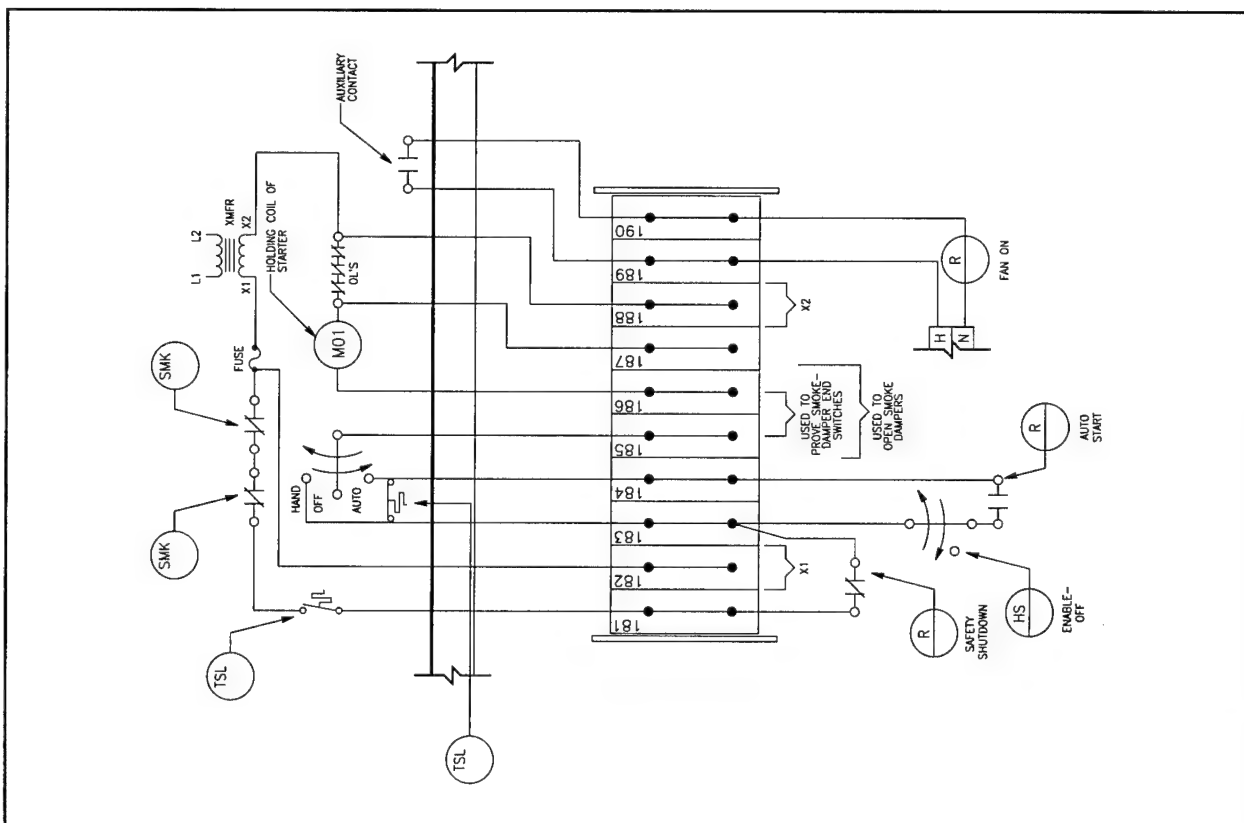 AUXILIARY
CONTACT
L1
L2
XMFR
X1
X2
HOLDING COIL OF
STARTER
SMK
FUSE
SMK
M01
OL'S
HAND
OFF
AUTO
TSL
TSL
181
182
183
184
185
186
187
188
189
190
X1
USED TO
PROVE SMOKE-
DAMPER END
SWITCHES
USED TO
OPEN SMOKE
DAMPERS
X2
H
N
R
FAN ON
R
AUTO
START
R
SAFETY
SHUTDOWN
HS
ENABLE-
OFF